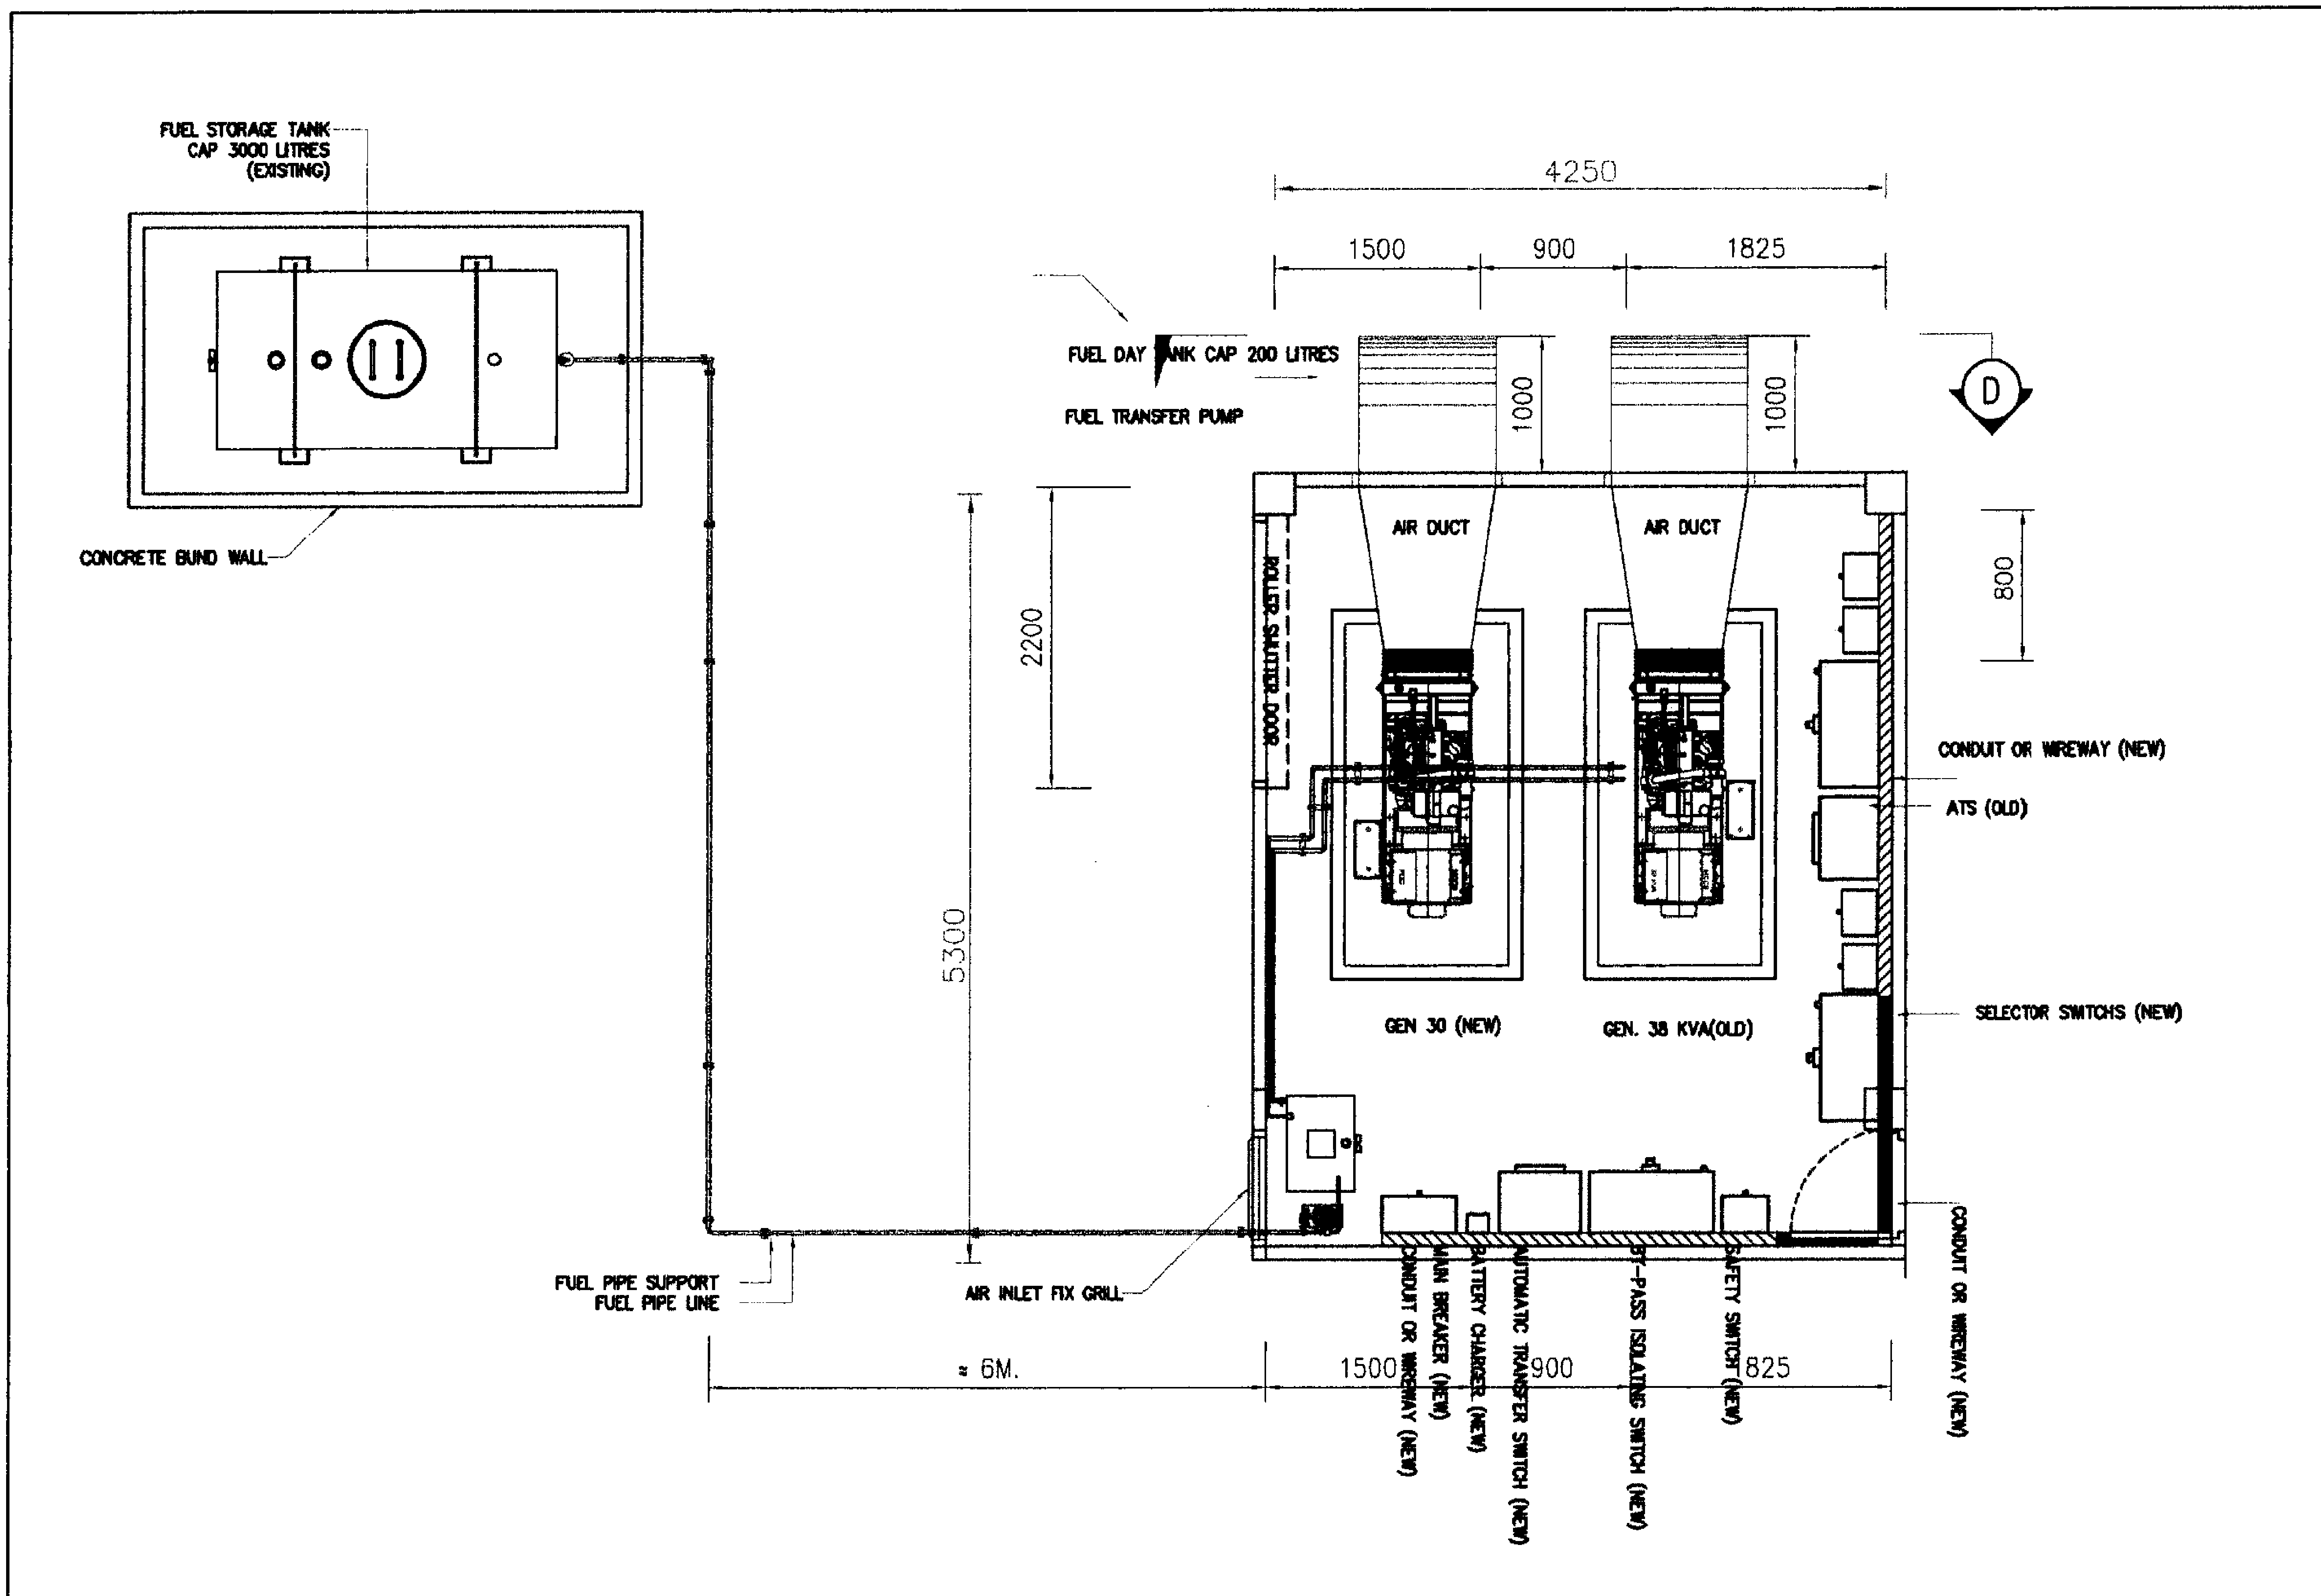 FUEL STORAGE TANK
CAP 3000 LITRES
(EXISTING)
CONCRETE BUND WALL
4250
1500
900
1825
FUEL DAY TANK CAP 200 LITRES
FUEL TRANSFER PUMP
1000
1000
D
AIR DUCT
AIR DUCT
ROLLER SHUTTER DOOR
800
2200
5300
CONDUIT OR WIREWAY (NEW)
ATS (OLD)
SELECTOR SWITCHS (NEW)
GEN 30 (NEW)
GEN. 38 KVA(OLD)
FUEL PIPE SUPPORT
FUEL PIPE LINE
AIR INLET FIX GRILL
≈ 6M.
1500
900
1825
CONDUIT OR WIREWAY (NEW)
MAIN BREAKER (NEW)
BATTERY CHARGER (NEW)
AUTOMATIC TRANSFER SWITCH (NEW)
BY-PASS ISOLATING SWITCH (NEW)
SAFETY SWITCH (NEW)
CONDUIT OR WIREWAY (NEW)